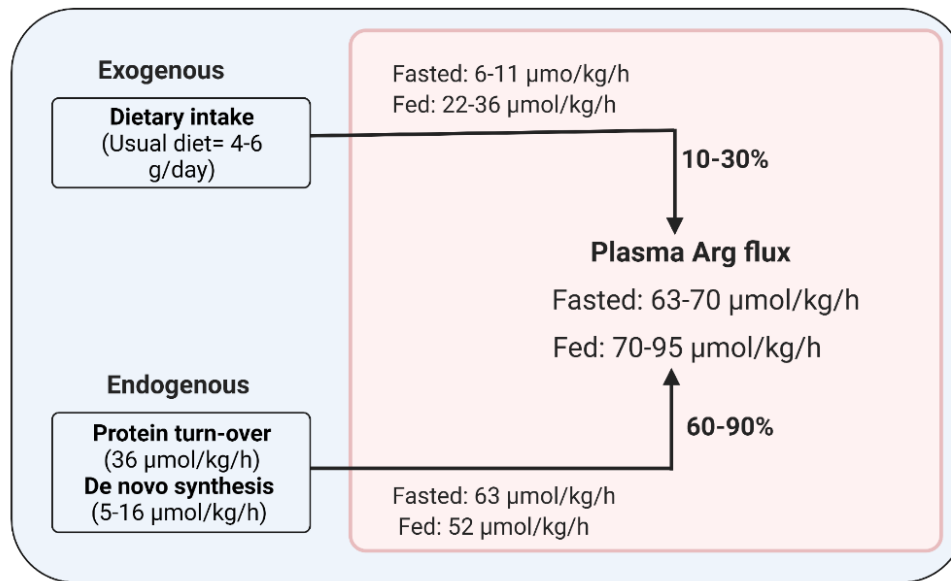 Exogenous
Dietary intake
(Usual diet= 4-6
g/day)
Fasted: 6-11 μmo/kg/h
Fed: 22-36 μmol/kg/h
10-30%
Plasma Arg flux
Fasted: 63-70 μmol/kg/h
Fed: 70-95 μmol/kg/h
Endogenous
Protein turn-over
(36 μmol/kg/h)
De novo synthesis
(5-16 μmol/kg/h)
60-90%
Fasted: 63 μmol/kg/h
Fed: 52 μmol/kg/h